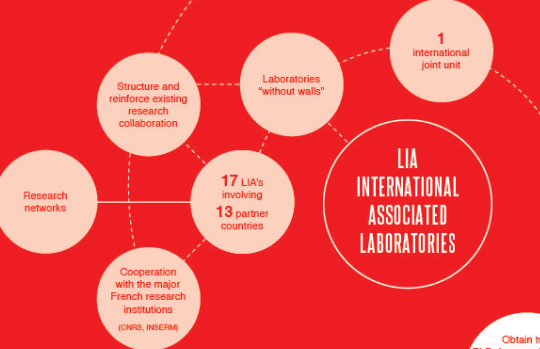 1
international
joint unit
Structure and
reinforce existing
research
collaboration
Laboratories
“without walls”
LIA
INTERNATIONAL
ASSOCIATED
LABORATORIES
17 LIA's
involving
13 partner
countries
Research
networks
Cooperation
with the major
French research
institutions
(CNRS, INSERM)
Obtain